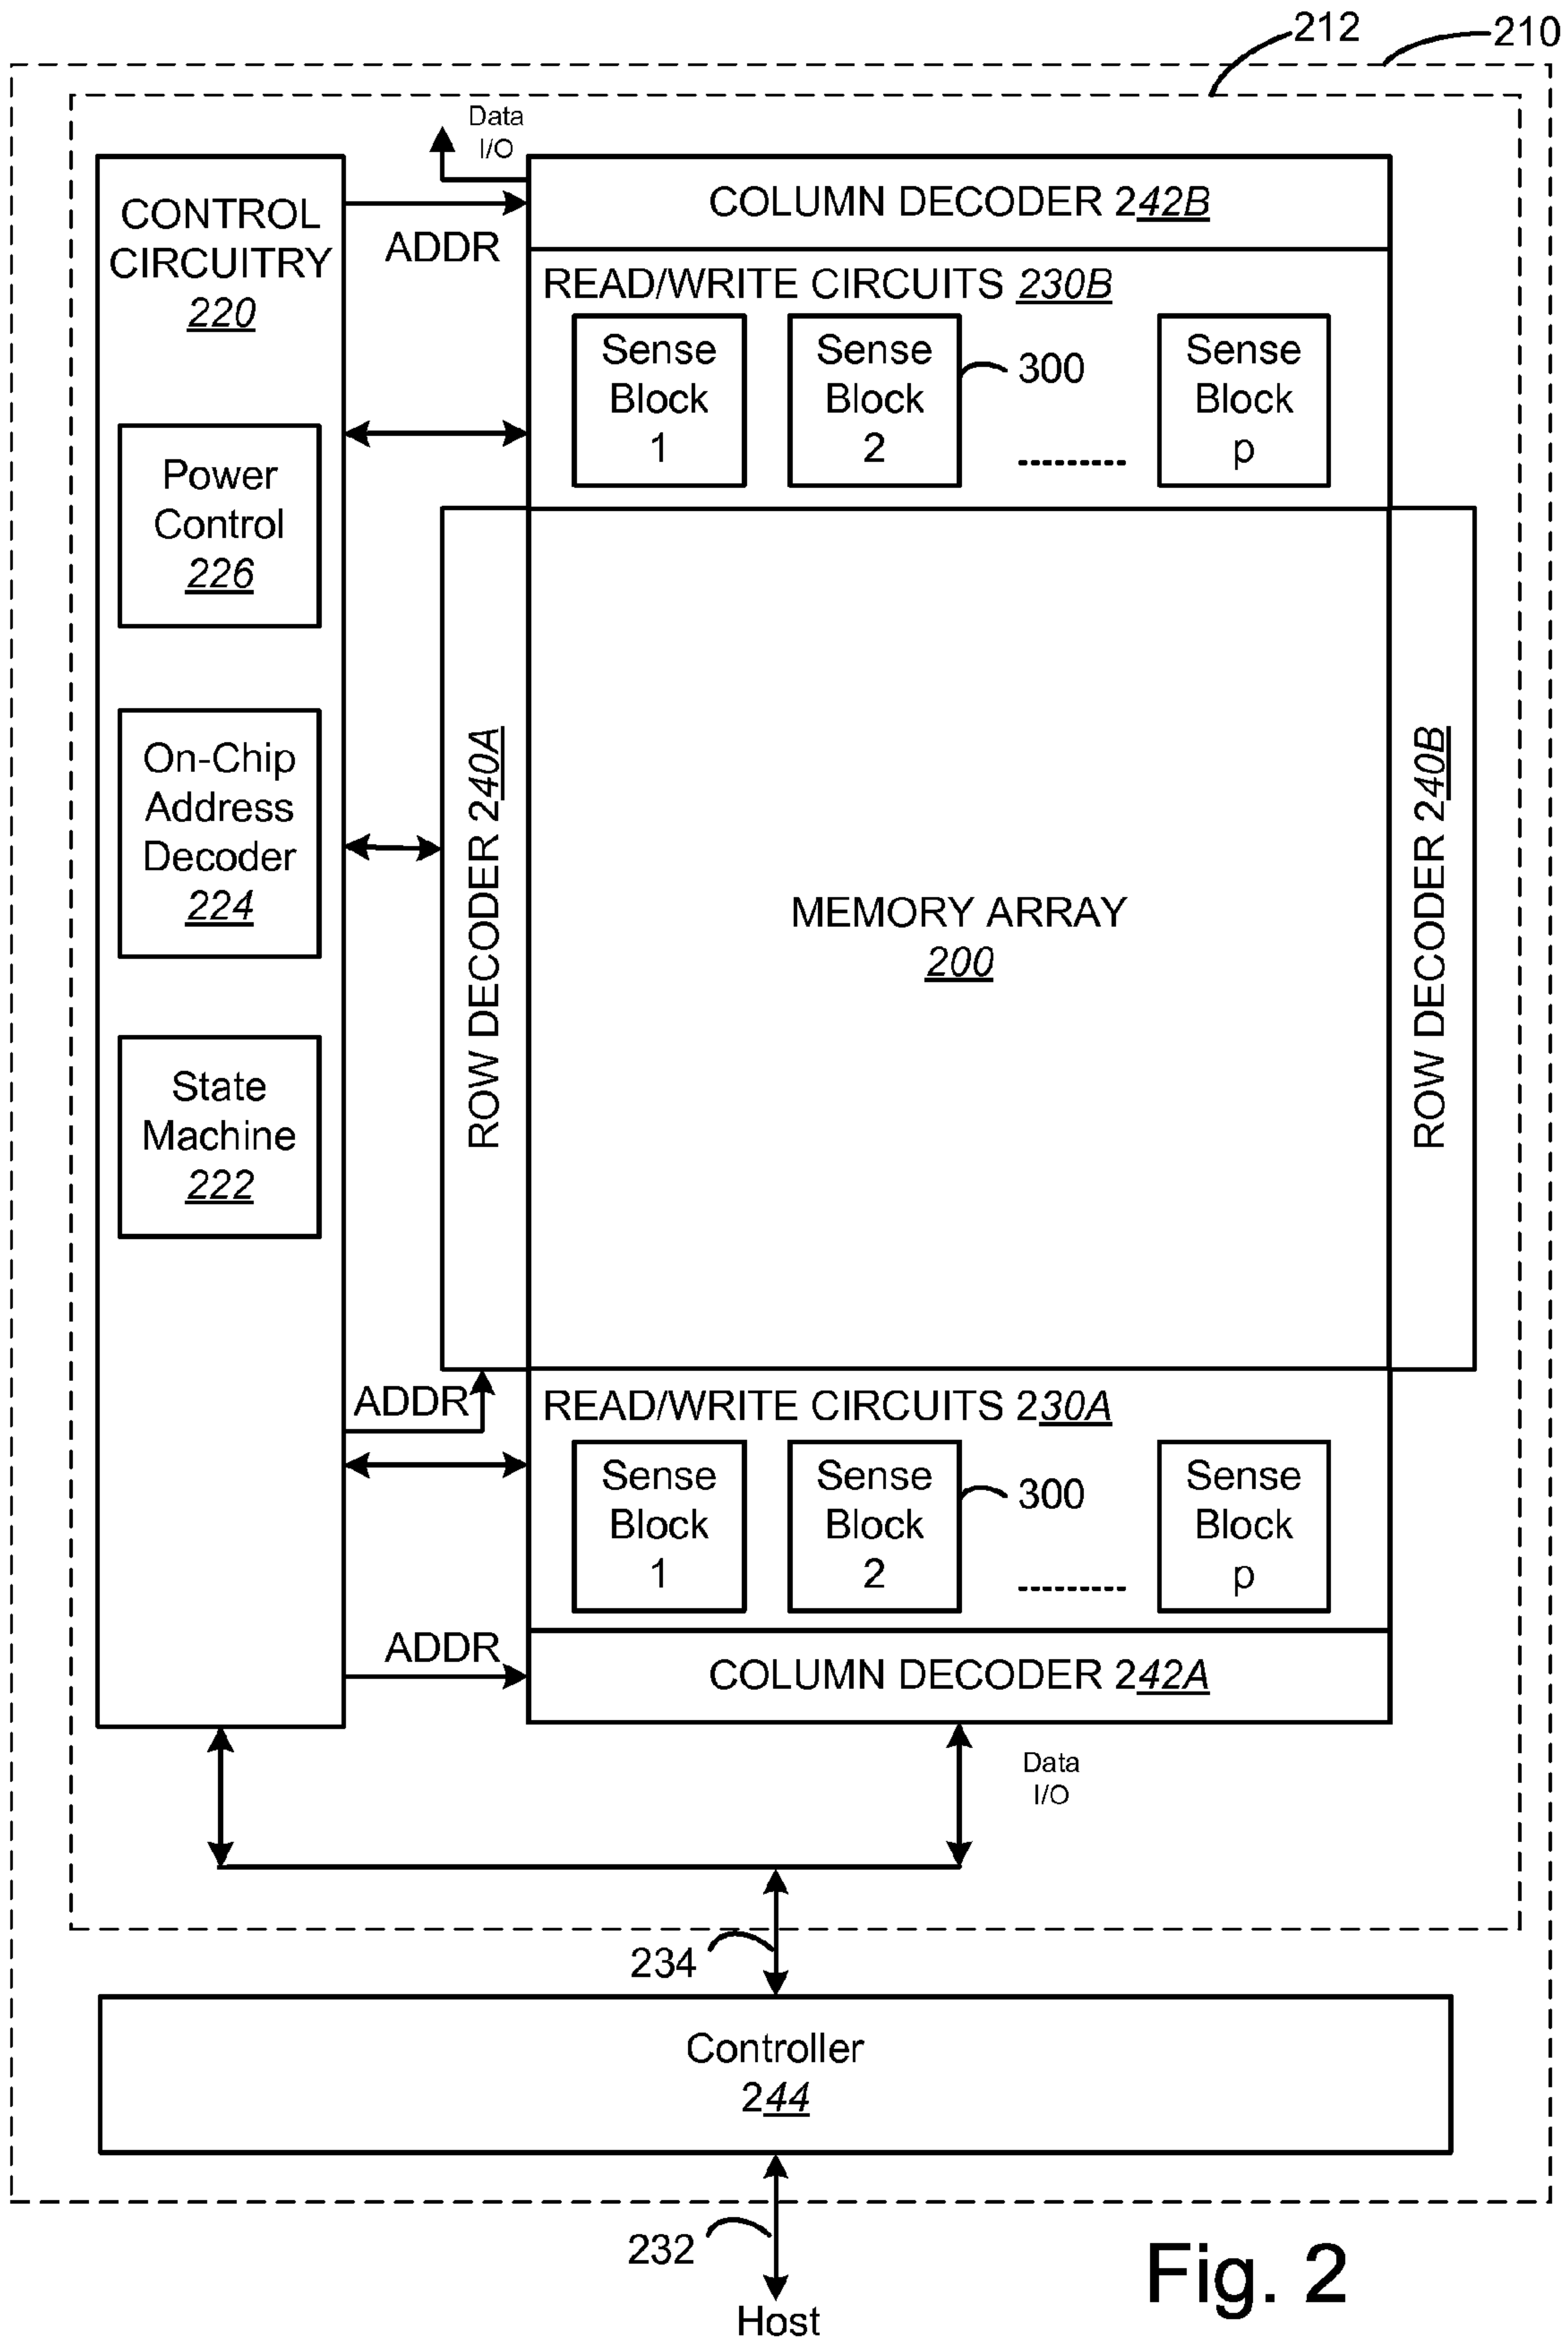 212
210
Data
I/O
CONTROL
CIRCUITRY
220
ADDR
COLUMN DECODER 242B
READ/WRITE CIRCUITS 230B
Sense
Block
1
Sense
Block
2
300
.........
Sense
Block
p
Power
Control
226
On-Chip
Address
Decoder
224
State
Machine
222
ROW DECODER 240A
MEMORY ARRAY
200
ROW DECODER 240B
ADDR
READ/WRITE CIRCUITS 230A
Sense
Block
1
Sense
Block
2
300
.........
Sense
Block
p
ADDR
COLUMN DECODER 242A
Data
I/O
234
Controller
244
232
Host
Fig. 2